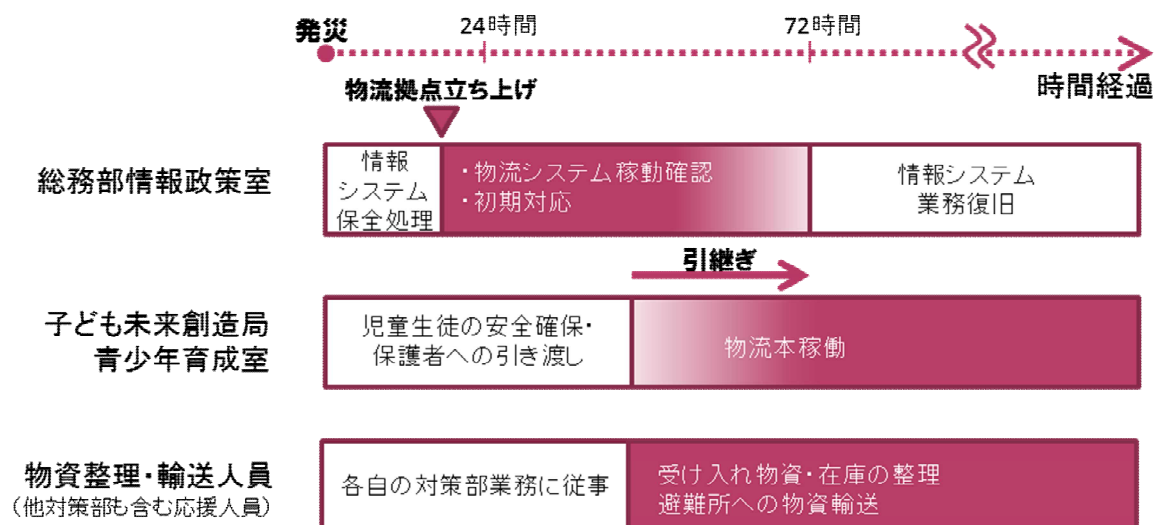 発災
24時間
72時間
時間経過
物流拠点立ち上げ
総務部情報政策室
情報
システム
保全処理
・物流システム稼動確認
・初期対応
情報システム
業務復旧
引継ぎ
子ども未来創造局
青少年育成室
児童生徒の安全確保・
保護者への引き渡し
物流本稼働
物資整理・輸送人員
（他対策部も含む応援人員）
各自の対策部業務に従事
受け入れ物資・在庫の整理
避難所への物資輸送